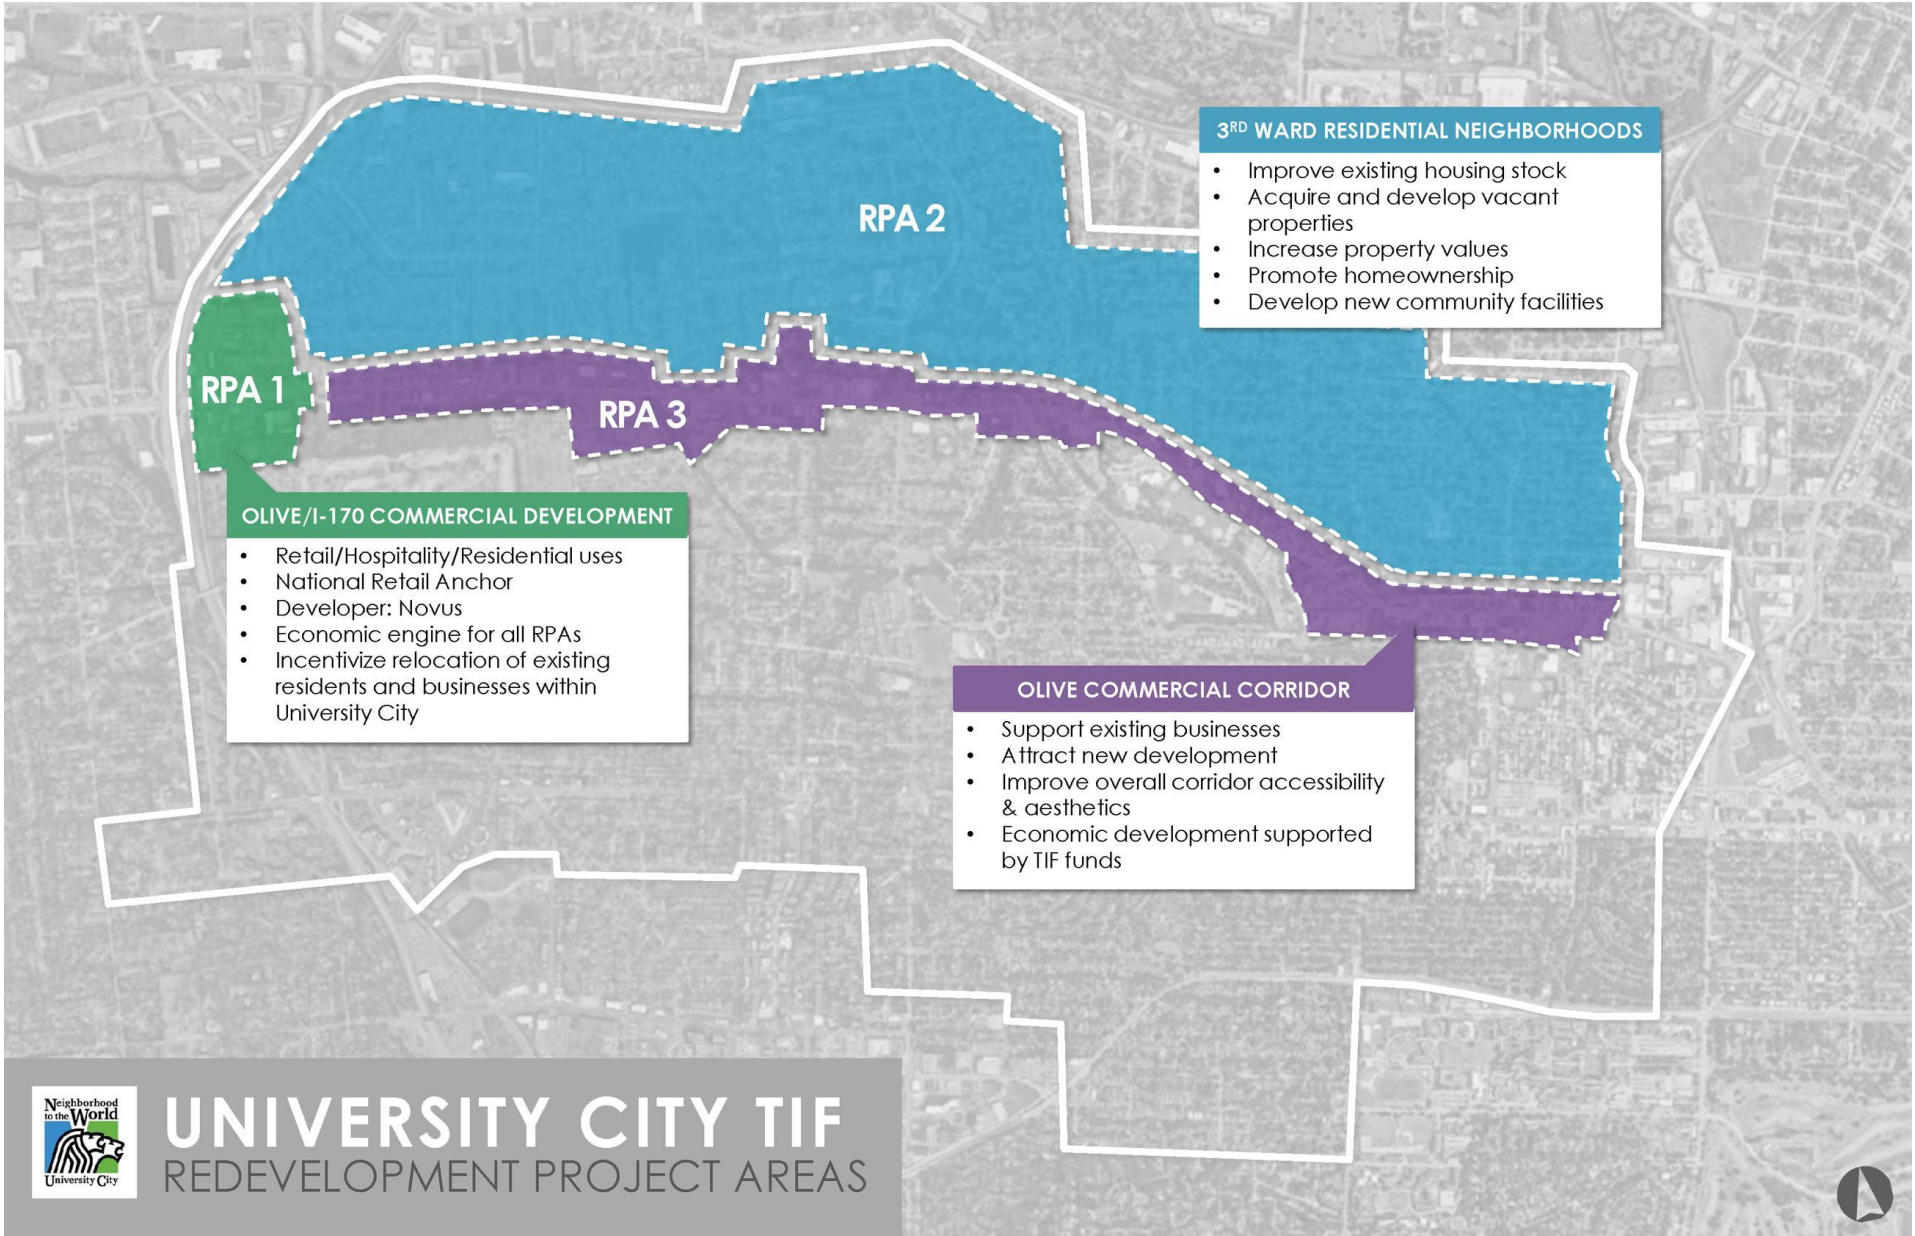 RPA 2
3RD WARD RESIDENTIAL NEIGHBORHOODS
• Improve existing housing stock
• Acquire and develop vacant
properties
• Increase property values
• Promote homeownership
• Develop new community facilities
RPA 1
RPA 3
OLIVE/I-170 COMMERCIAL DEVELOPMENT
• Retail/Hospitality/Residential uses
• National Retail Anchor
• Developer: Novus
• Economic engine for all RPAs
• Incentivize relocation of existing
residents and businesses within
University City
OLIVE COMMERCIAL CORRIDOR
• Support existing businesses
• Attract new development
• Improve overall corridor accessibility
& aesthetics
• Economic development supported
by TIF funds
Neighborhood
to the World
University City
UNIVERSITY CITY TIF
REDEVELOPMENT PROJECT AREAS